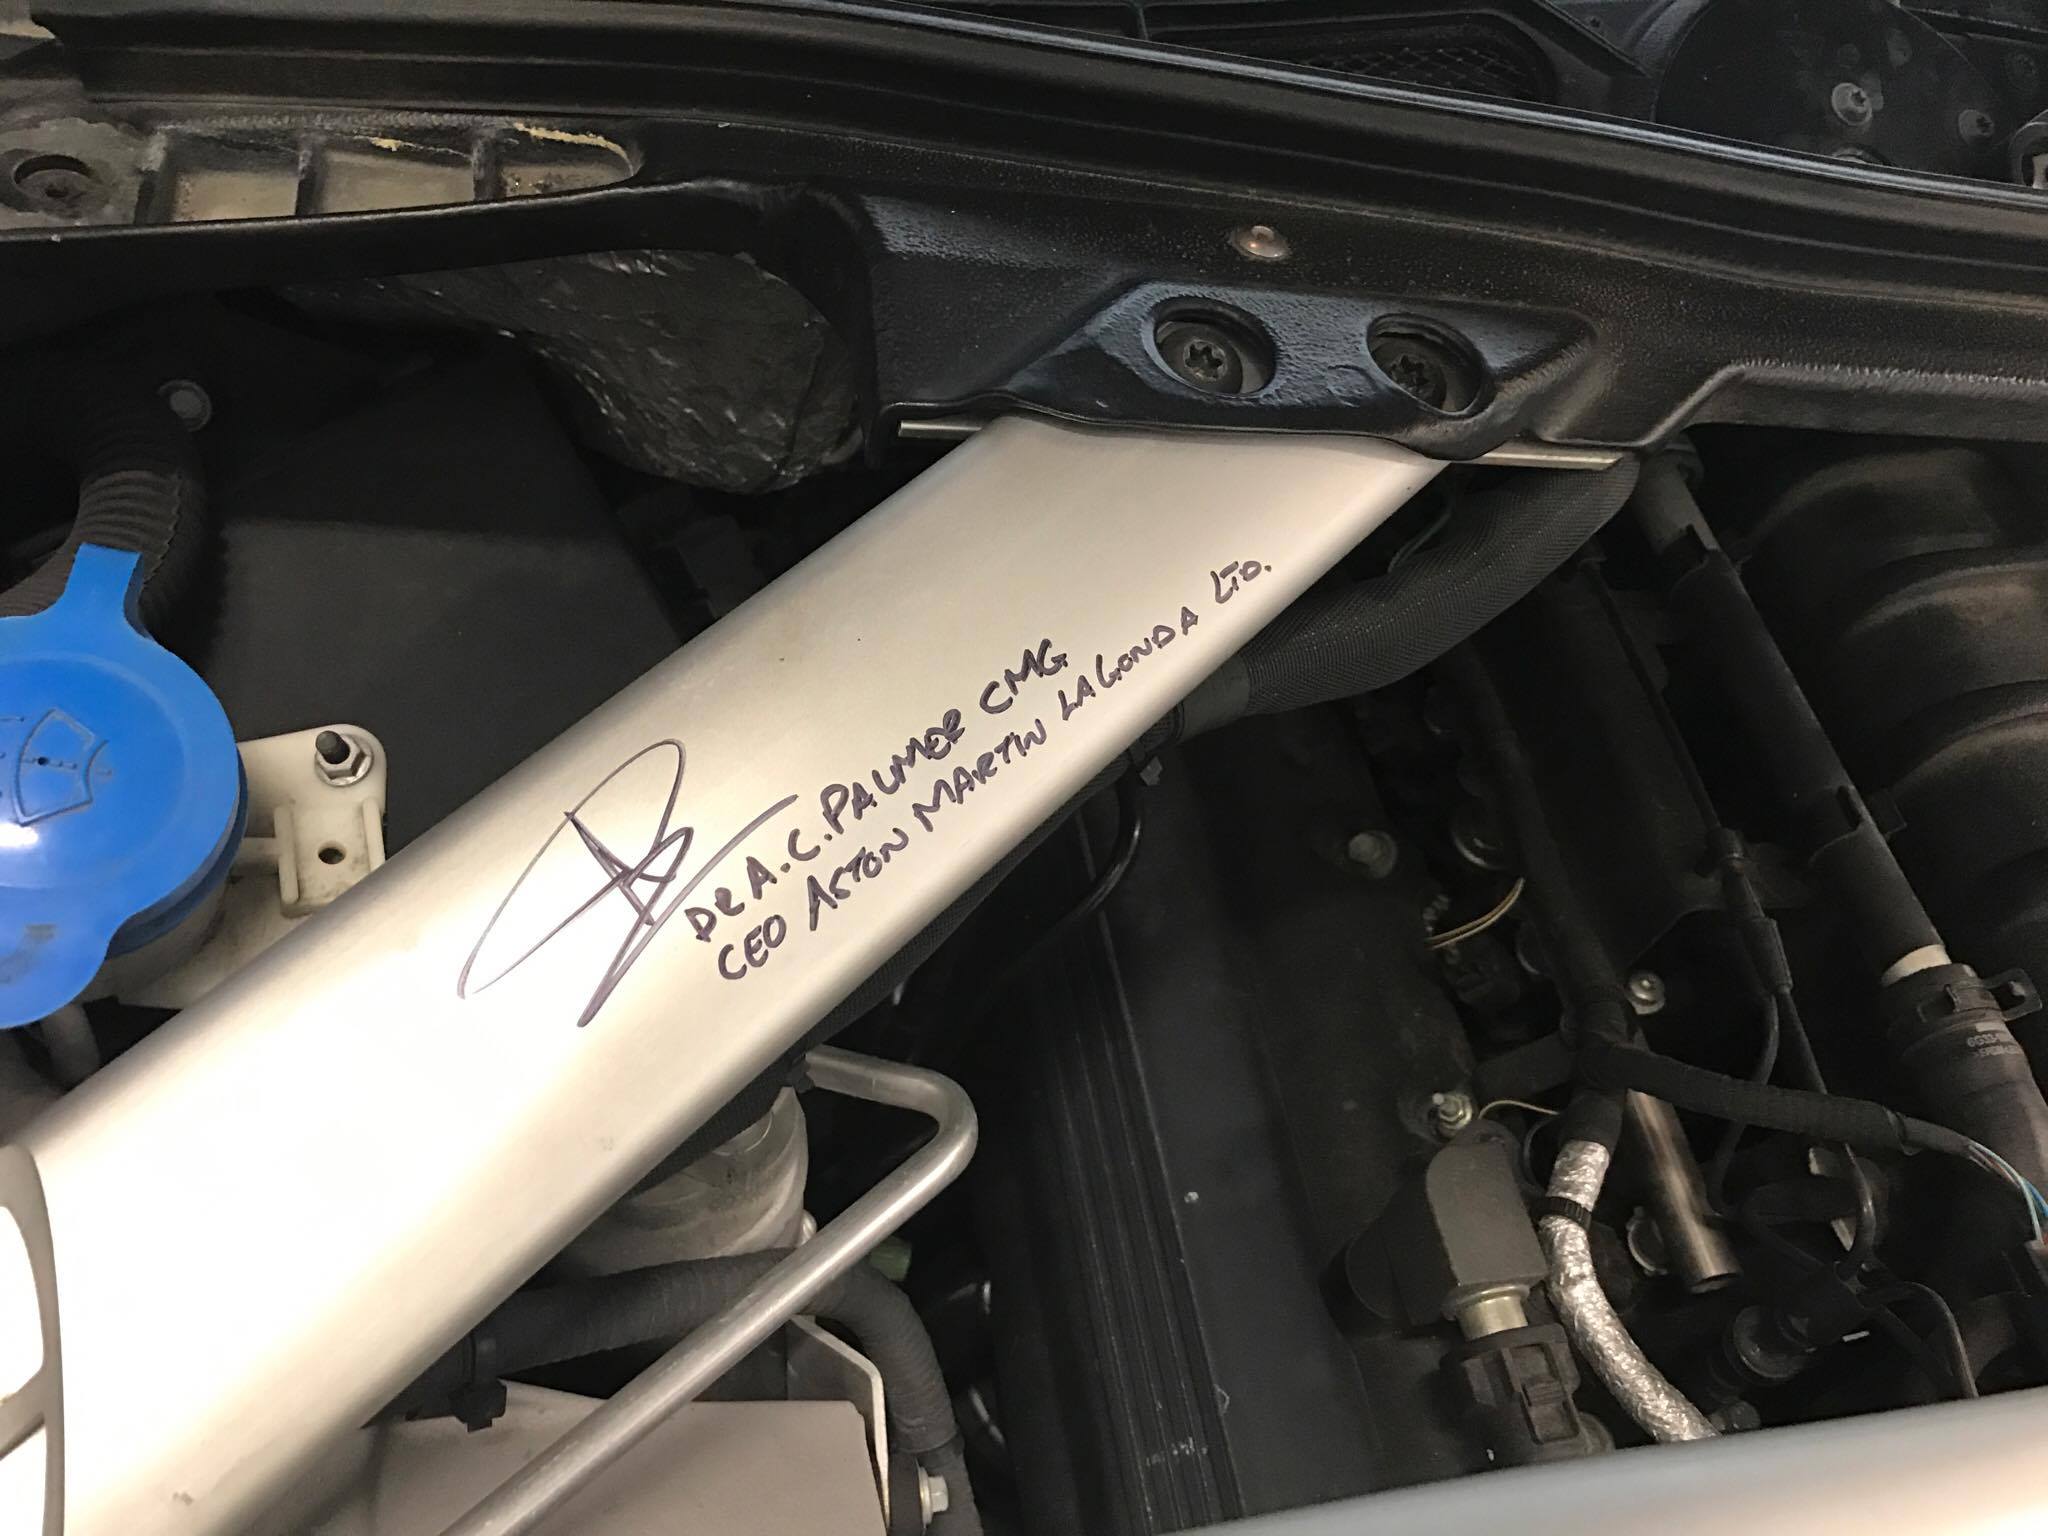 DR A.C. PALMER CMG
CEO ASTON MARTIN LAGONDA LTD.